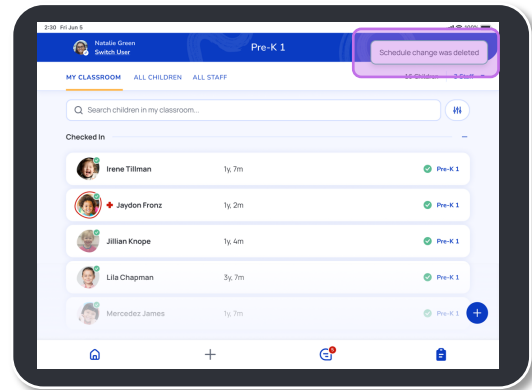 2:30 Fri Jun 5
100%
Natalie Green
Switch User
Pre-K 1
Schedule change was deleted
MY CLASSROOM ALL CHILDREN ALL STAFF
Children Staff
Search children in my classroom...
Checked In
Irene Tillman 1y, 7m Pre-K 1
Jaydon Fronz 1y, 2m Pre-K 1
Jillian Knope 1y, 4m Pre-K 1
Lila Chapman 3y, 7m Pre-K 1
Mercedez James 1y, 7m Pre-K 1